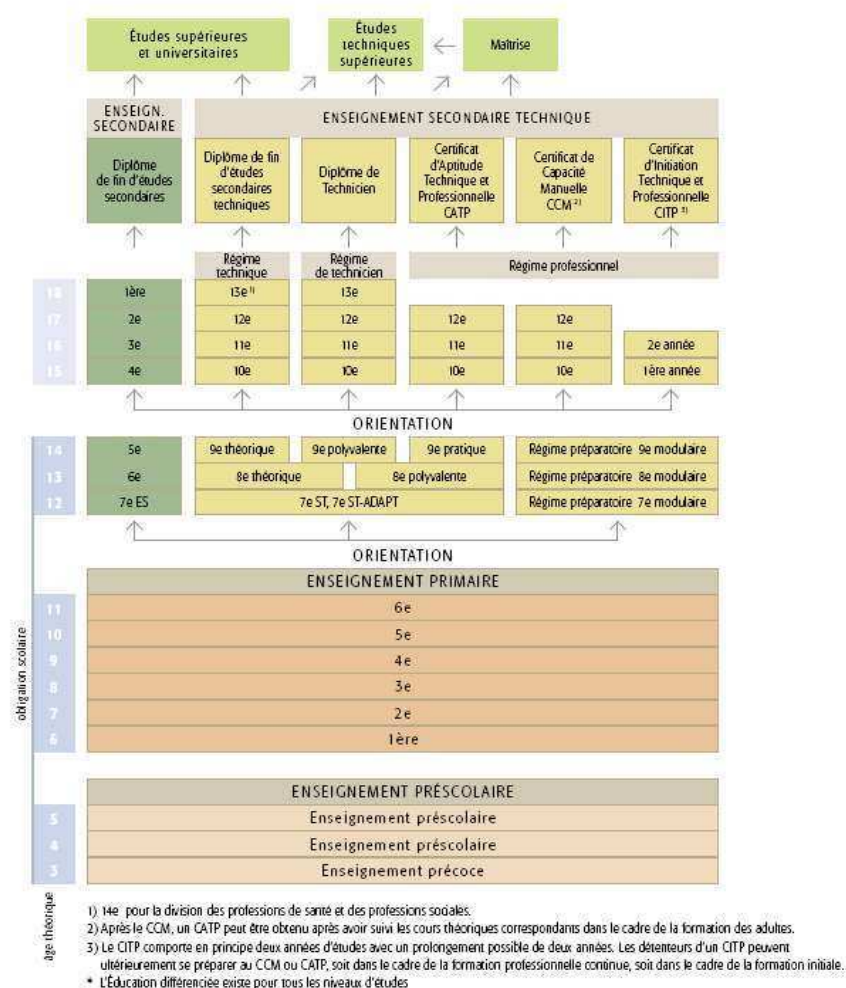 Études supérieures
et universitaires
Études
techniques
supérieures
Maîtrise
ENSEIGN.
SECONDAIRE
ENSEIGNEMENT SECONDAIRE TECHNIQUE
Diplôme
de fin d'études
secondaires
Diplôme de fin
d'études
secondaires
techniques
Diplôme de
Technicien
Certificat
d'Aptitude
Technique et
Professionnelle
CATP
Certificat de
Capacité
Manuelle
CCM 2)
Certificat
d'Initiation
Technique et
Professionnelle
CITP 3)
Régime
technique
Régime
de technicien
Régime professionnel
18 1ère 13e 1) 13e
17 2e 12e 12e 12e 12e
16 3e 11e 11e 11e 11e 2e année
15 4e 10e 10e 10e 10e 1ère année
ORIENTATION
14 5e 9e théorique 9e polyvalente 9e pratique Régime préparatoire 9e modulaire
13 6e 8e théorique 8e polyvalente Régime préparatoire 8e modulaire
12 7e ES 7e ST, 7e ST-ADAPT Régime préparatoire 7e modulaire
ORIENTATION
ENSEIGNEMENT PRIMAIRE
11 6e
10 5e
9 4e
8 3e
7 2e
6 1ère
ENSEIGNEMENT PRÉSCOLAIRE
5 Enseignement préscolaire
4 Enseignement préscolaire
3 Enseignement précoce
obligation scolaire
âge théorique
1) 14e pour la division des professions de santé et des professions sociales.
2) Après le CCM, un CATP peut être obtenu après avoir suivi les cours théoriques correspondants dans le cadre de la formation des adultes.
3) Le CITP comporte en principe deux années d'études avec un prolongement possible de deux années. Les détenteurs d'un CITP peuvent
ultérieurement se préparer au CCM ou CATP, soit dans le cadre de la formation professionnelle continue, soit dans le cadre de la formation initiale.
* L'Éducation différenciée existe pour tous les niveaux d'études